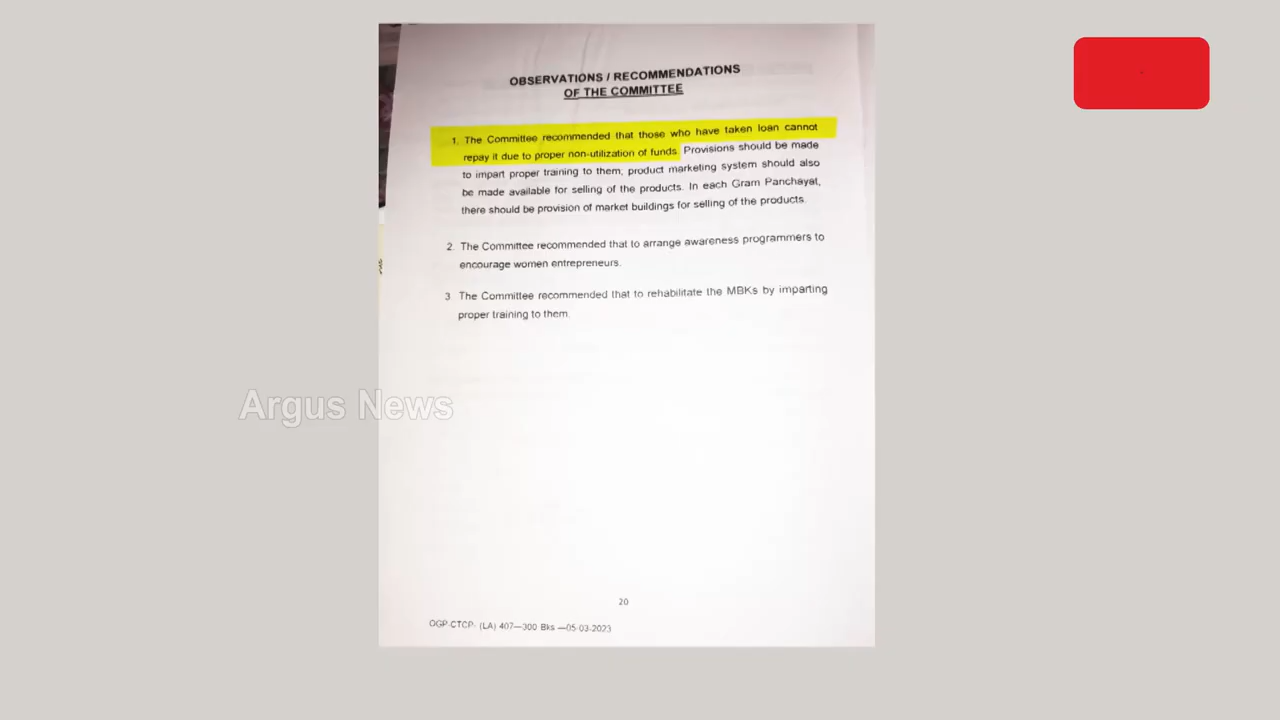 OBSERVATIONS / RECOMMENDATIONS
OF THE COMMITTEE
1. The Committee recommended that those who have taken loan cannot
repay it due to proper non-utilization of funds. Provisions should be made
to impart proper training to them, product marketing system should also
be made available for selling of the products. In each Gram Panchayat,
there should be provision of market buildings for selling of the products.
2. The Committee recommended that to arrange awareness programmers to
encourage women entrepreneurs.
3 The Committee recommended that to rehabilitate the MBKs by imparting
proper training to them.
Argus News
20
OGP-CTCP- (LA) 407—300 Bks —05-03-2023